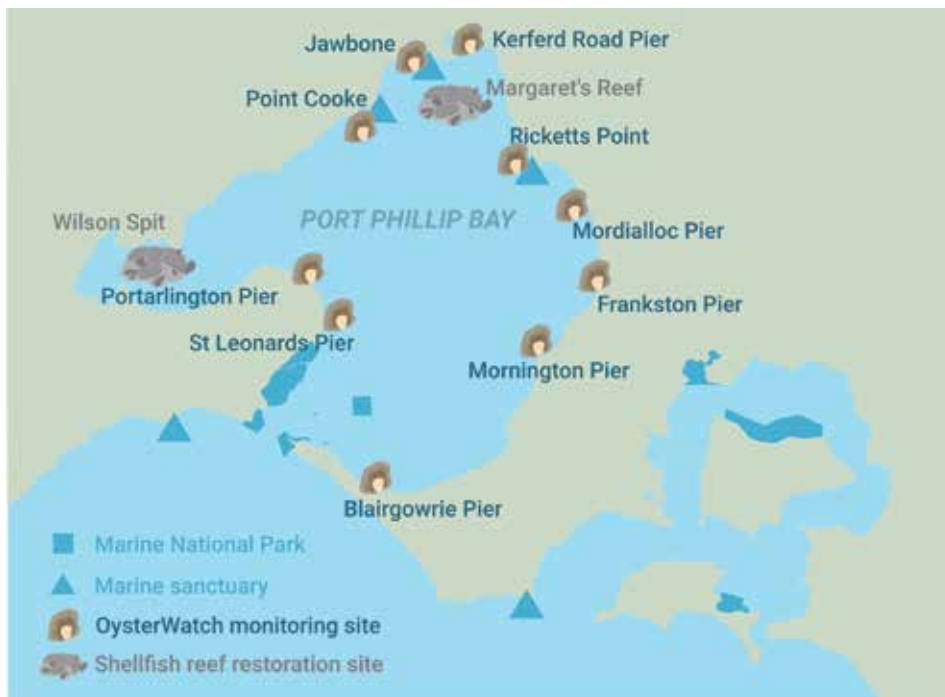 Jawbone
Kerferd Road Pier
Point Cooke
Margaret's Reef
Ricketts Point
Wilson Spit
PORT PHILLIP BAY
Mordialloc Pier
Portarlington Pier
Frankston Pier
St Leonards Pier
Mornington Pier
Blairgowrie Pier
Marine National Park
Marine sanctuary
OysterWatch monitoring site
Shellfish reef restoration site